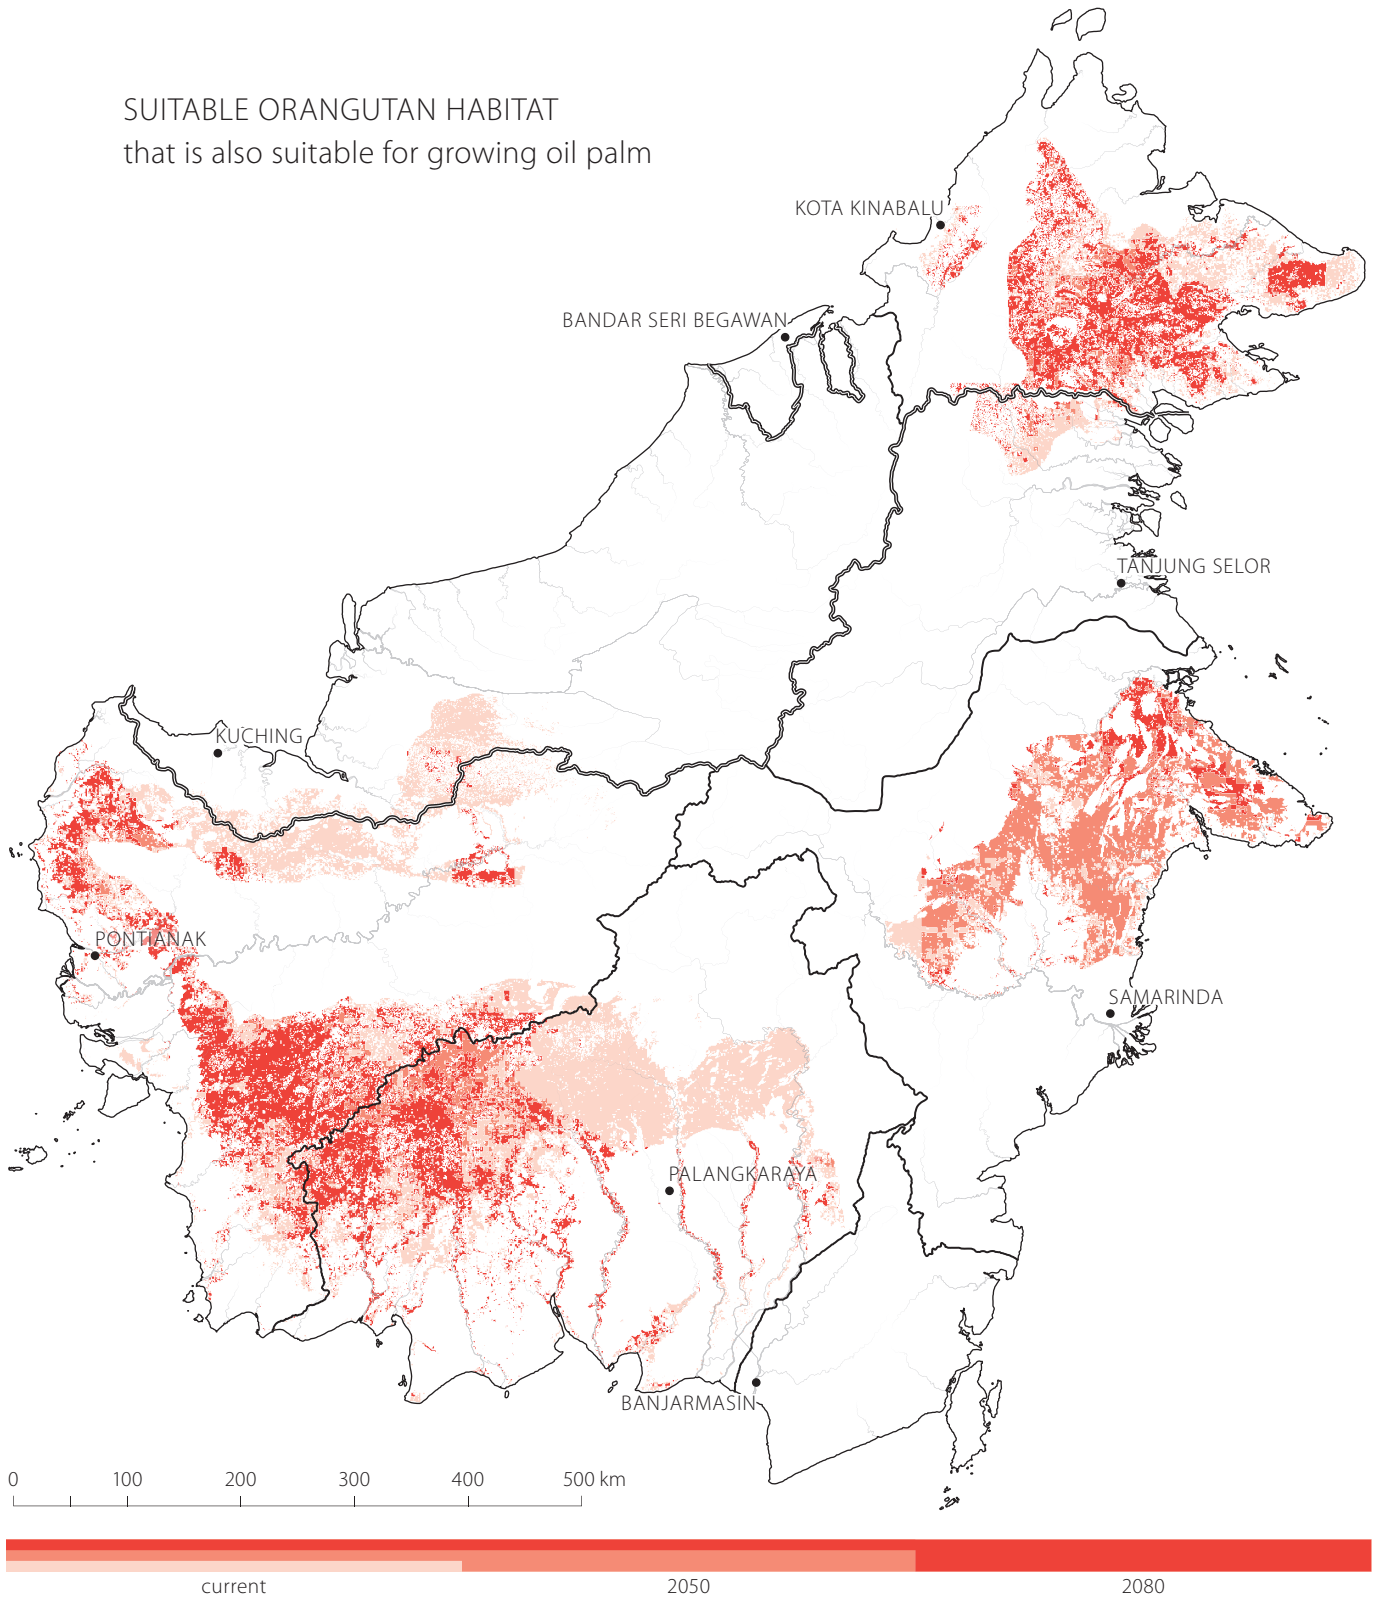 SUITABLE ORANGUTAN HABITAT
that is also suitable for growing oil palm
KOTA KINABALU
BANDAR SERI BEGAWAN
TANJUNG SELOR
KUCHING
PONTIANAK
SAMARINDA
PALANGKARAYA
BANJARMASIN
0 100 200 300 400 500 km
current 2050 2080